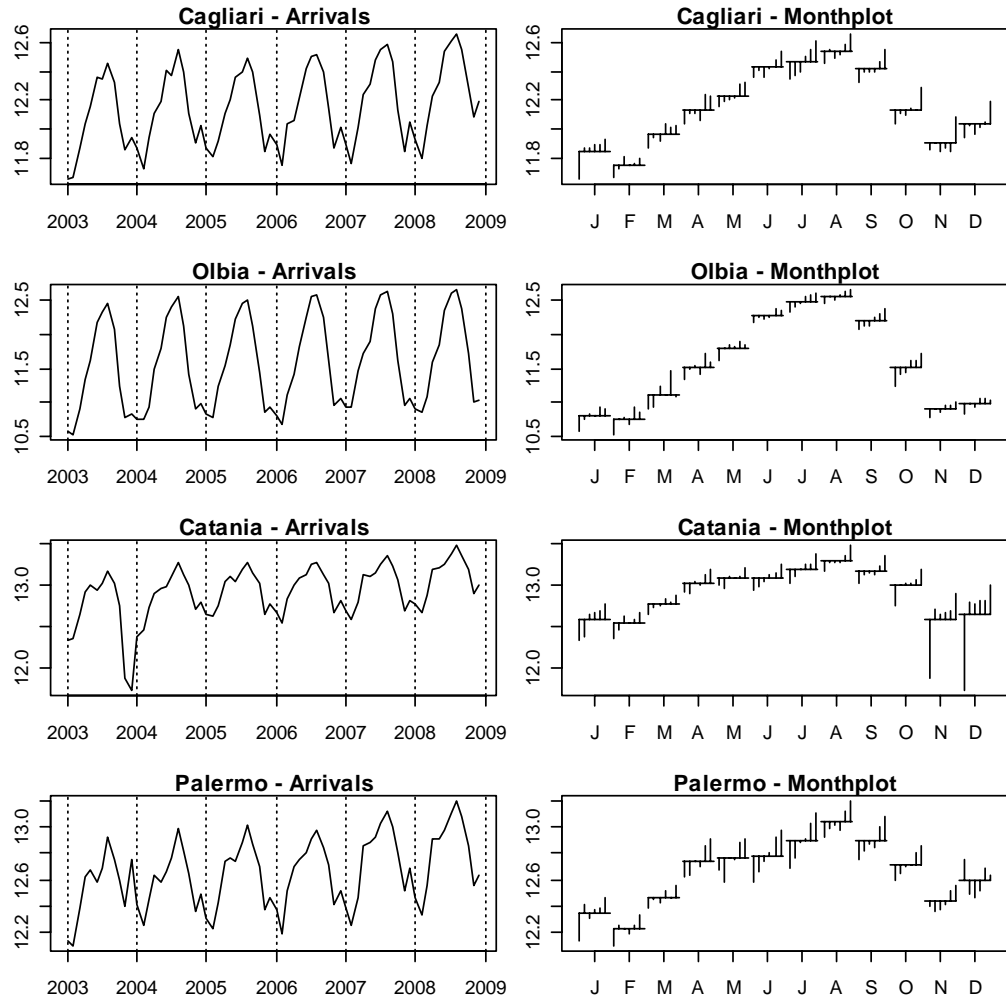 Cagliari - Arrivals
12.6
12.2
11.8
2003 2004 2005 2006 2007 2008 2009
Cagliari - Monthplot
12.6
12.2
11.8
J F M A M J J A S O N D
Olbia - Arrivals
12.5
11.5
10.5
2003 2004 2005 2006 2007 2008 2009
Olbia - Monthplot
12.5
11.5
10.5
J F M A M J J A S O N D
Catania - Arrivals
13.0
12.0
2003 2004 2005 2006 2007 2008 2009
Catania - Monthplot
13.0
12.0
J F M A M J J A S O N D
Palermo - Arrivals
13.0
12.6
12.2
2003 2004 2005 2006 2007 2008 2009
Palermo - Monthplot
13.0
12.6
12.2
J F M A M J J A S O N D